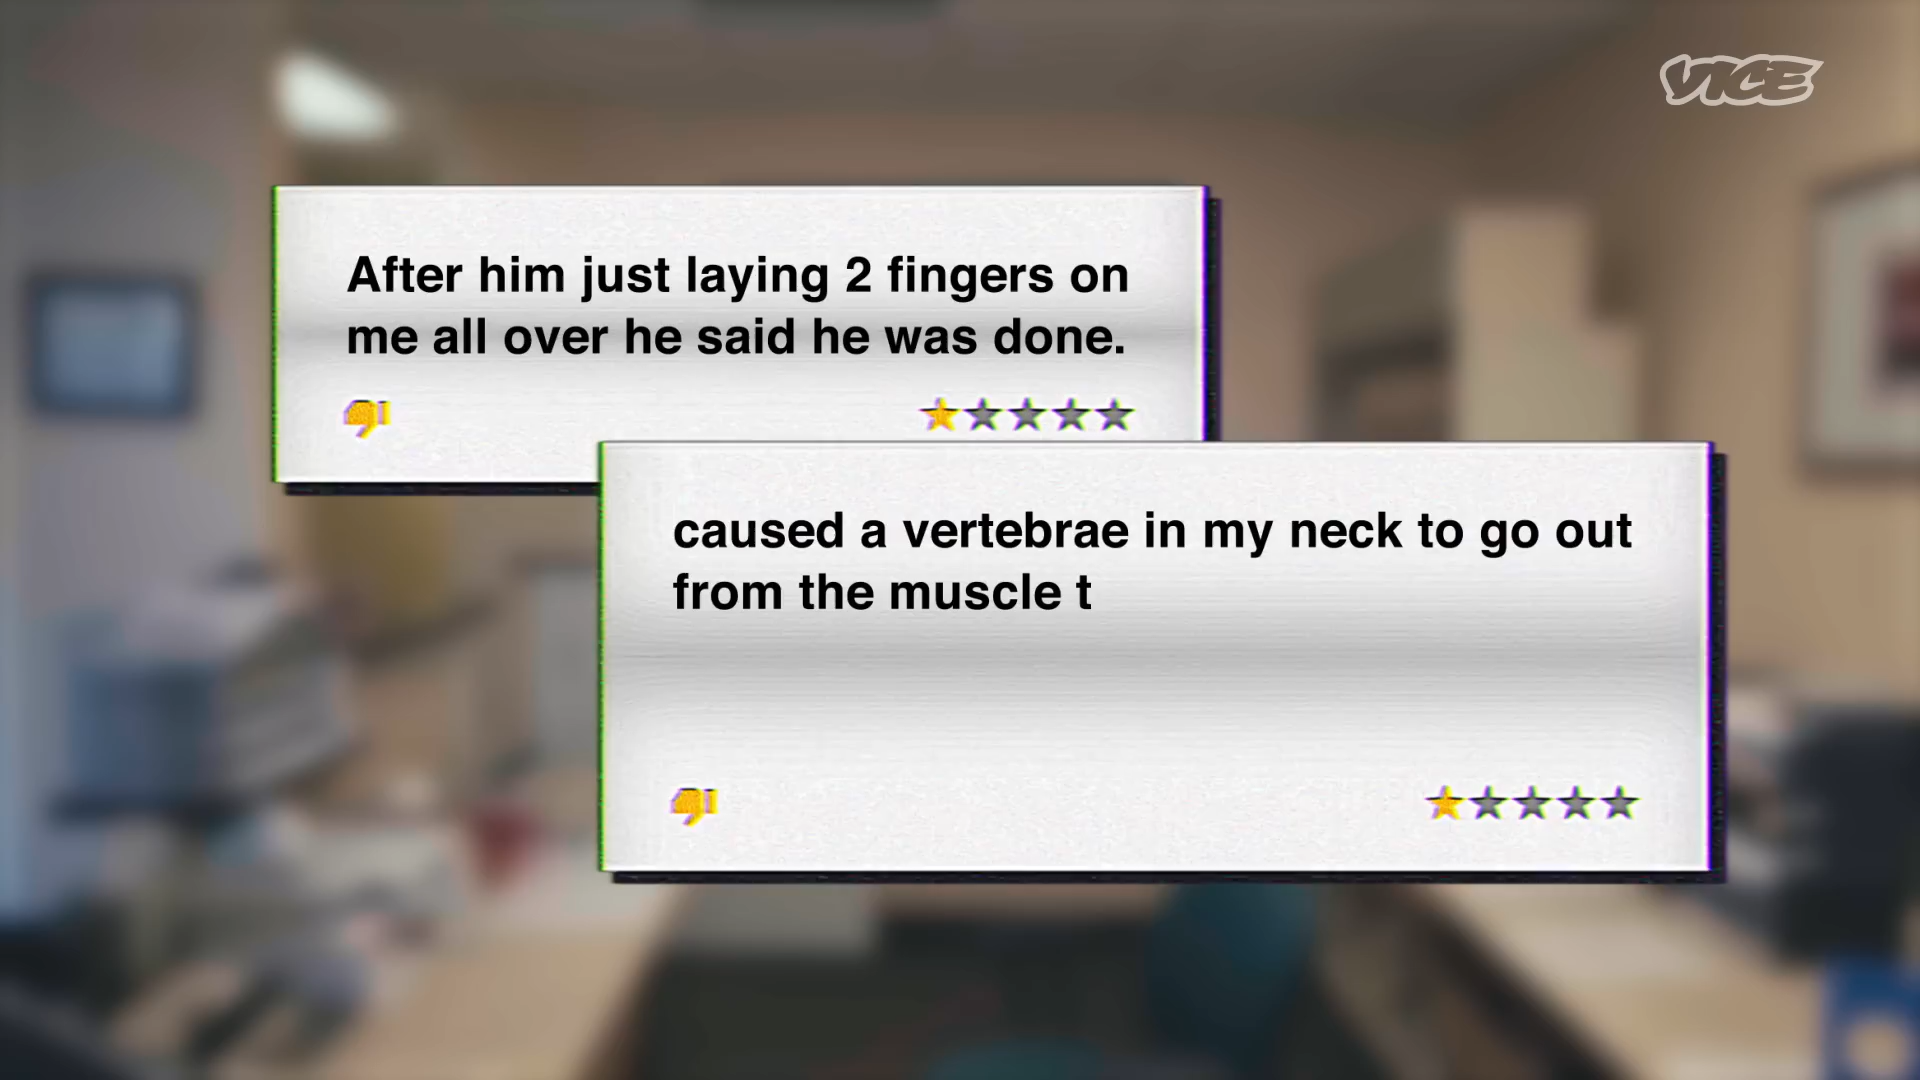 VICE
After him just laying 2 fingers on
me all over he said he was done.
caused a vertebrae in my neck to go out
from the muscle t